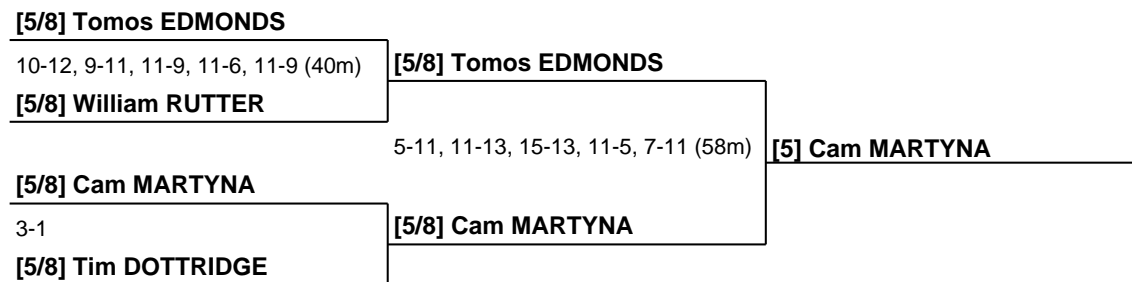 [5/8] Tomos EDMONDS
10-12, 9-11, 11-9, 11-6, 11-9 (40m)
[5/8] Tomos EDMONDS
[5/8] William RUTTER
5-11, 11-13, 15-13, 11-5, 7-11 (58m)
[5] Cam MARTYNA
[5/8] Cam MARTYNA
3-1
[5/8] Cam MARTYNA
[5/8] Tim DOTTRIDGE